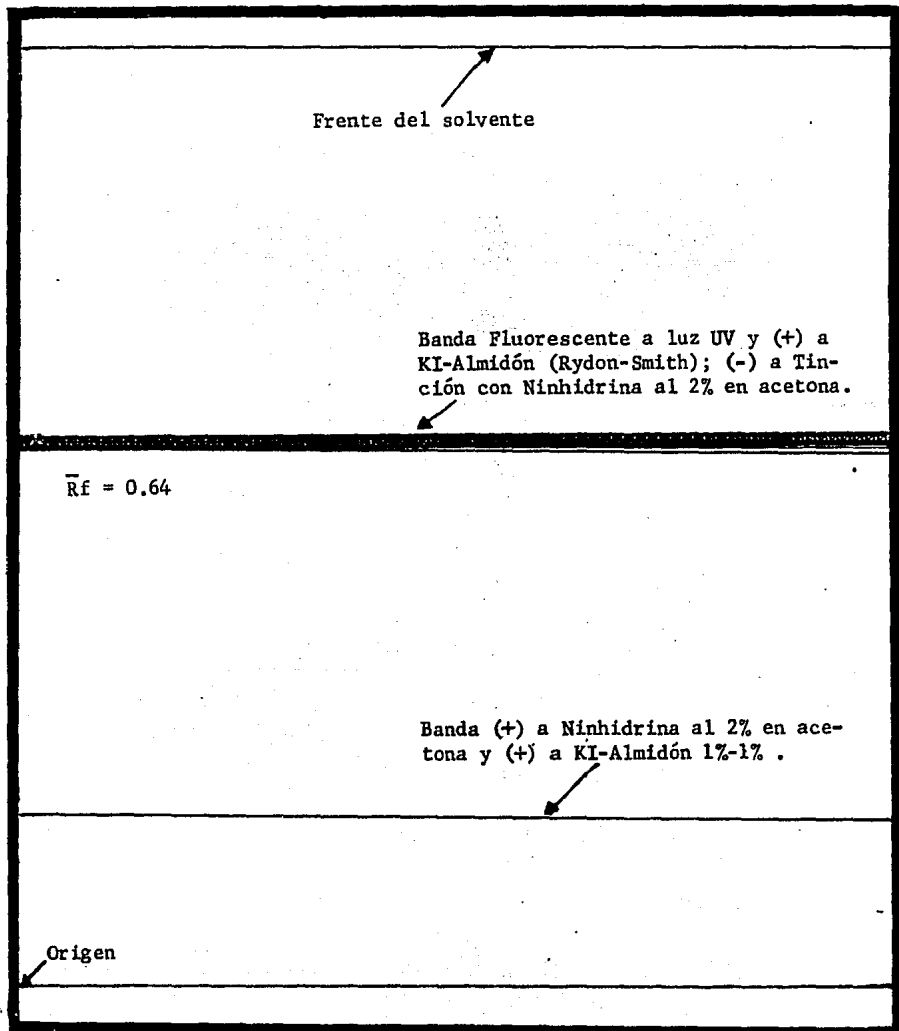 Frente del solvente
Banda Fluorescente a luz UV y (+) a
KI-Almidón (Rydon-Smith); (-) a Tin-
ción con Ninhidrina al 2% en acetona.
R̅f = 0.64
Banda (+) a Ninhidrina al 2% en ace-
tona y (+) a KI-Almidón 1%-1% .
Origen